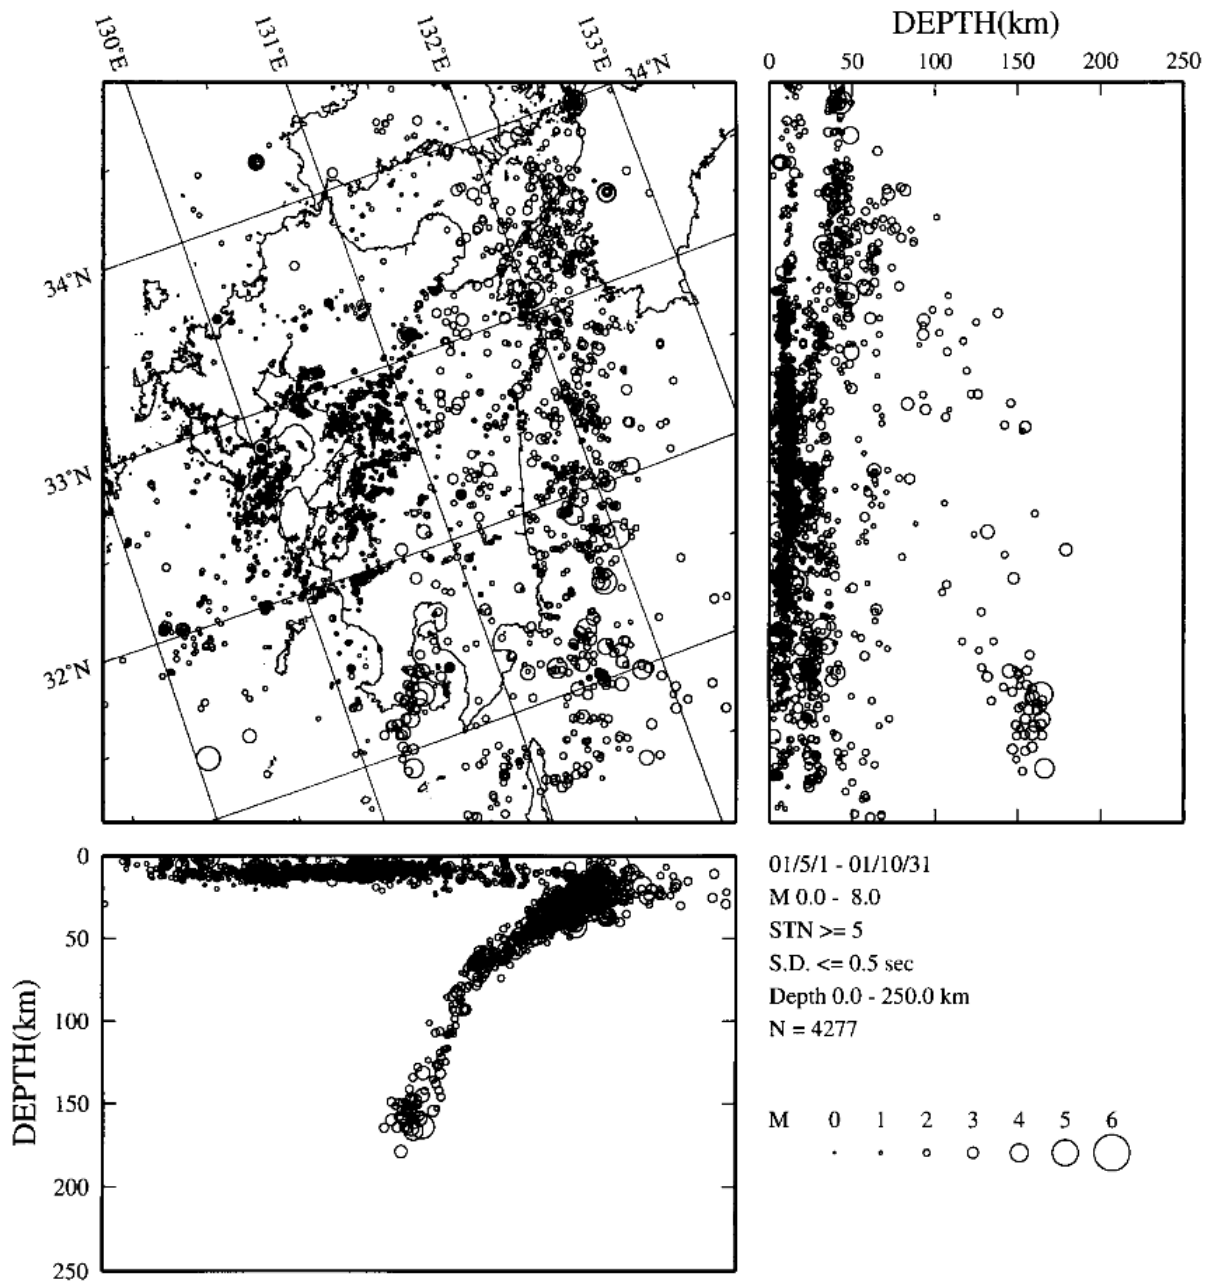 130°E 131°E 132°E 133°E 34°N
DEPTH(km)
0 50 100 150 200 250
34°N
33°N
32°N
0
50
100
150
200
250
DEPTH(km)
01/5/1 - 01/10/31
M 0.0 - 8.0
STN >= 5
S.D. <= 0.5 sec
Depth 0.0 - 250.0 km
N = 4277
M 0 1 2 3 4 5 6